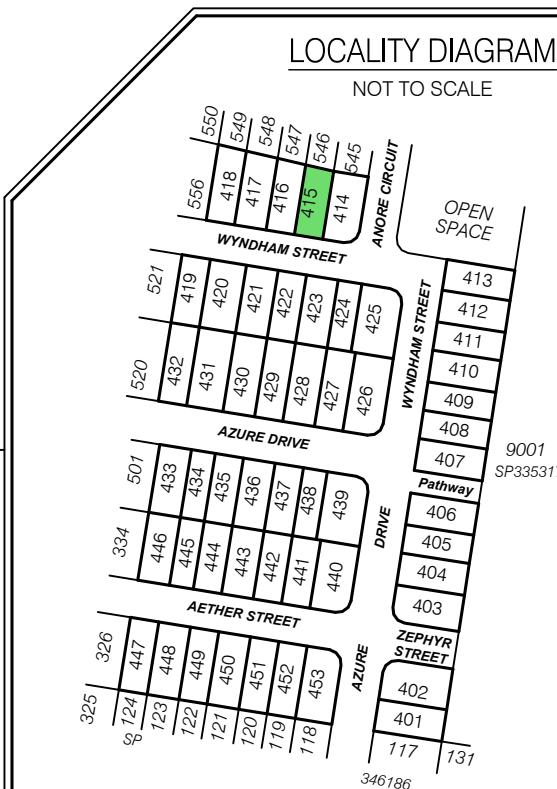 LOCALITY DIAGRAM
NOT TO SCALE
550 549 548 547 546 545
556 418 417 416 415 414
ANORE CIRCUIT
OPEN
SPACE
WYNDHAM STREET
521 419 420 421 422 423 424 425
520 432 431 430 429 428 427 426
WYNDHAM STREET
413
412
411
410
409
408
407
9001
SP33531
Pathway
AZURE DRIVE
501 433 434 435 436 437 438 439
334 446 445 444 443 442 441 440
DRIVE
406
405
404
403
AETHER STREET
ZEPHYR
STREET
326 447 448 449 450 451 452 453
AZURE
402
401
325 124 123 122 121 120 119 118
SP
117 131
346186